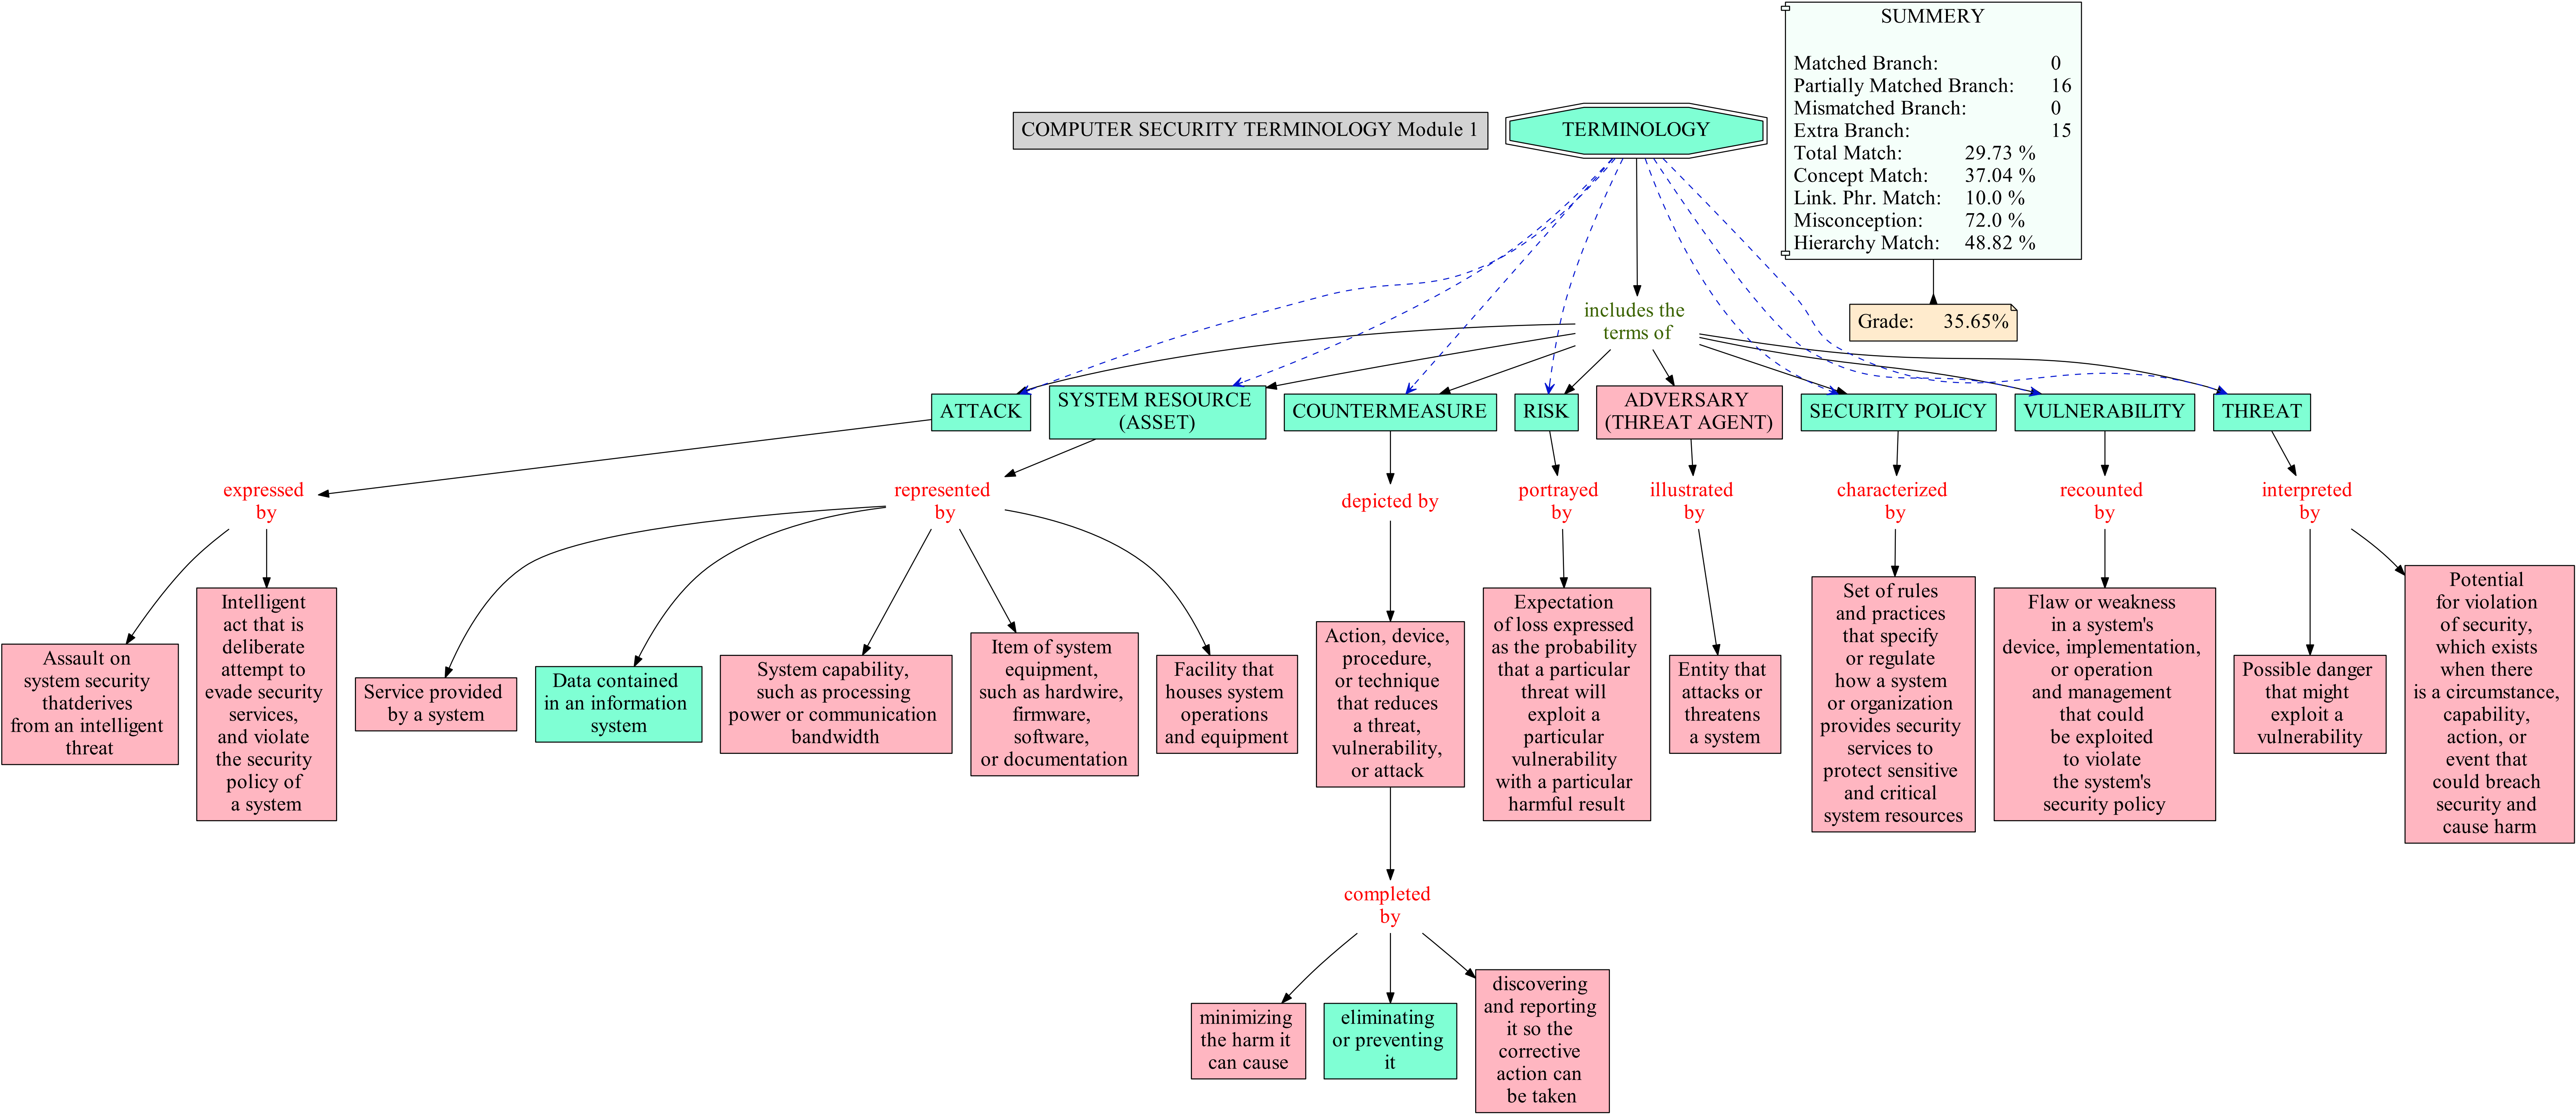 SUMMERY
Matched Branch: 0
Partially Matched Branch: 16
Mismatched Branch: 0
Extra Branch: 15
Total Match: 29.73 %
Concept Match: 37.04 %
Link. Phr. Match: 10.0 %
Misconception: 72.0 %
Hierarchy Match: 48.82 %
COMPUTER SECURITY TERMINOLOGY Module 1
TERMINOLOGY
Grade: 35.65%
includes the
terms of
ATTACK
SYSTEM RESOURCE
(ASSET)
COUNTERMEASURE
RISK
ADVERSARY
(THREAT AGENT)
SECURITY POLICY
VULNERABILITY
THREAT
expressed
by
represented
by
depicted by
portrayed
by
illustrated
by
characterized
by
recounted
by
interpreted
by
Assault on
system security
thatderives
from an intelligent
threat
Intelligent
act that is
deliberate
attempt to
evade security
services,
and violate
the security
policy of
a system
Service provided
by a system
Data contained
in an information
system
System capability,
such as processing
power or communication
bandwidth
Item of system
equipment,
such as hardwire,
firmware,
software,
or documentation
Facility that
houses system
operations
and equipment
Action, device,
procedure,
or technique
that reduces
a threat,
vulnerability,
or attack
Expectation
of loss expressed
as the probability
that a particular
threat will
exploit a
particular
vulnerability
with a particular
harmful result
Entity that
attacks or
threatens
a system
Set of rules
and practices
that specify
or regulate
how a system
or organization
provides security
services to
protect sensitive
and critical
system resources
Flaw or weakness
in a system's
device, implementation,
or operation
and management
that could
be exploited
to violate
the system's
security policy
Possible danger
that might
exploit a
vulnerability
Potential
for violation
of security,
which exists
when there
is a circumstance,
capability,
action, or
event that
could breach
security and
cause harm
completed
by
minimizing
the harm it
can cause
eliminating
or preventing
it
discovering
and reporting
it so the
corrective
action can
be taken